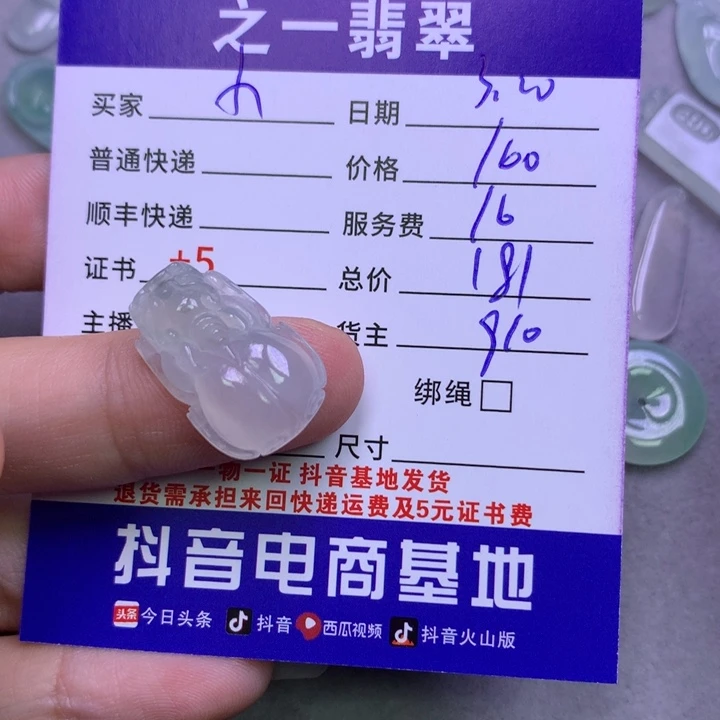 之一翡翠
买家 日期 5.20
普通快递 价格 160
顺丰快递 服务费 16
证书 +5 总价 181
主播 货主 910
绑绳
尺寸
一物一证 抖音基地发货
退货需承担来回快递运费及5元证书费
抖音电商基地
头条 今日头条 抖音 西瓜视频 抖音火山版